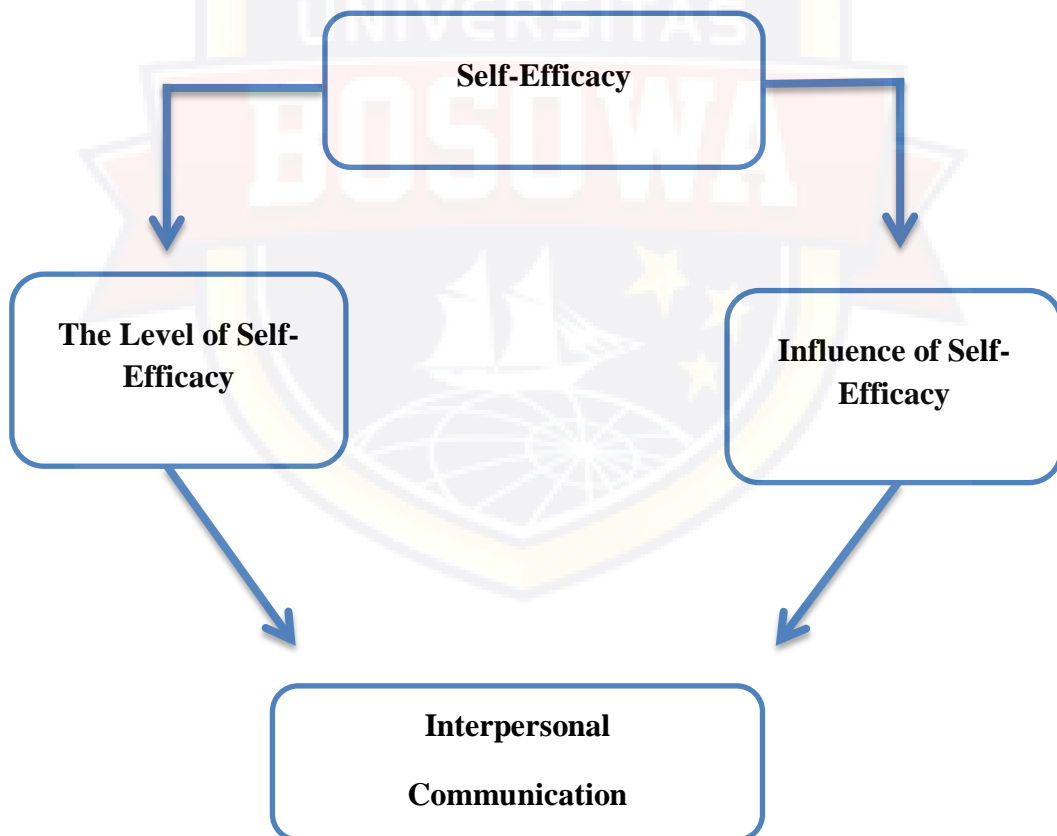 UNIVERSITAS
BOSOWA
Self-Efficacy
The Level of Self-
Efficacy
Influence of Self-
Efficacy
Interpersonal
Communication